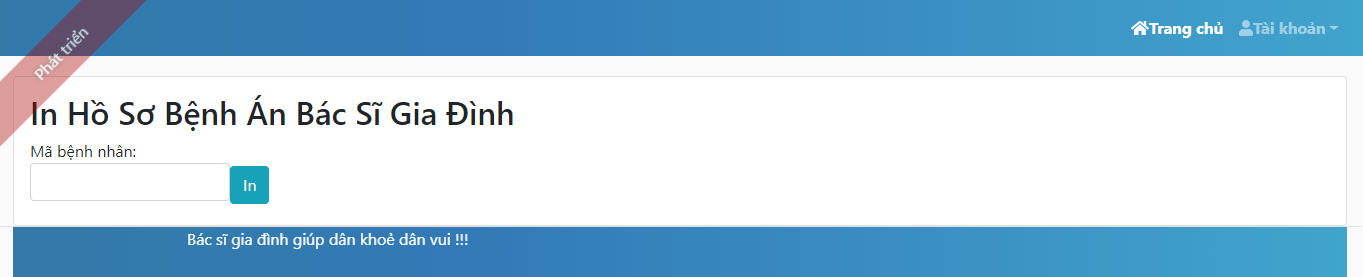 Phát triển
Trang chủ Tài khoản
In Hồ Sơ Bệnh Án Bác Sĩ Gia Đình
Mã bệnh nhân:
In
Bác sĩ gia đình giúp dân khoẻ dân vui !!!